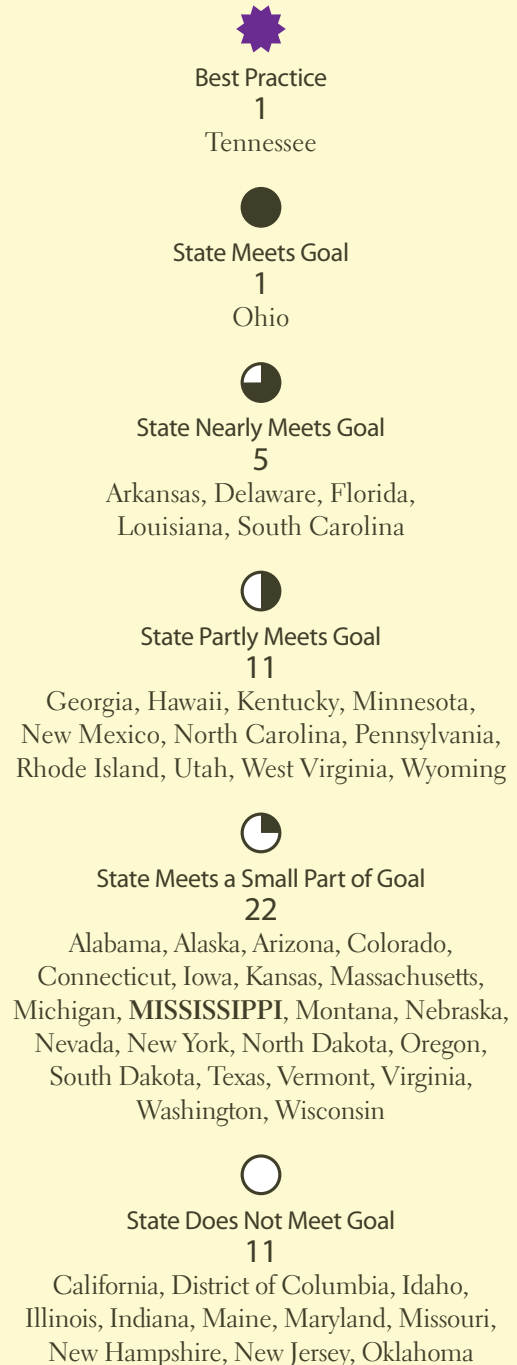 Best Practice
1
Tennessee
State Meets Goal
1
Ohio
State Nearly Meets Goal
5
Arkansas, Delaware, Florida,
Louisiana, South Carolina
State Partly Meets Goal
11
Georgia, Hawaii, Kentucky, Minnesota,
New Mexico, North Carolina, Pennsylvania,
Rhode Island, Utah, West Virginia, Wyoming
State Meets a Small Part of Goal
22
Alabama, Alaska, Arizona, Colorado,
Connecticut, Iowa, Kansas, Massachusetts,
Michigan, MISSISSIPPI, Montana, Nebraska,
Nevada, New York, North Dakota, Oregon,
South Dakota, Texas, Vermont, Virginia,
Washington, Wisconsin
State Does Not Meet Goal
11
California, District of Columbia, Idaho,
Illinois, Indiana, Maine, Maryland, Missouri,
New Hampshire, New Jersey, Oklahoma